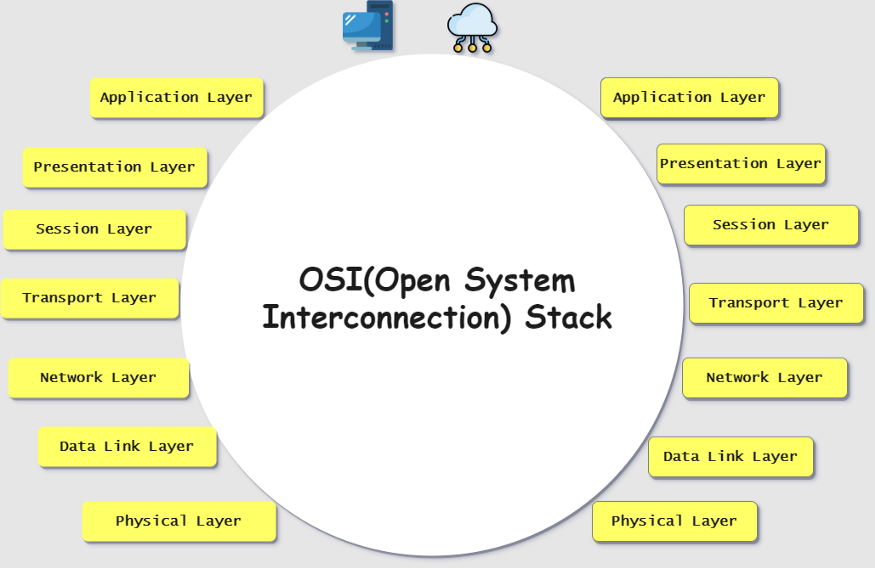 Application Layer
Presentation Layer
Session Layer
Transport Layer
Network Layer
Data Link Layer
Physical Layer
OSI(Open System
Interconnection) Stack
Application Layer
Presentation Layer
Session Layer
Transport Layer
Network Layer
Data Link Layer
Physical Layer